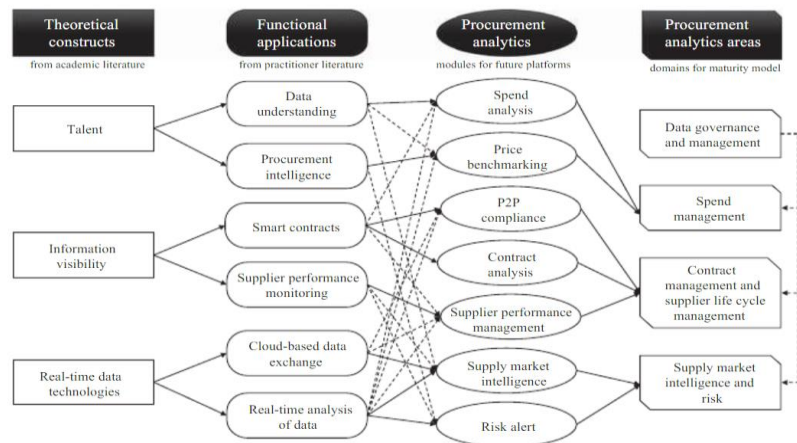 Theoretical
constructs
from academic literature
Functional
applications
from practitioner literature
Procurement
analytics
modules for future platforms
Procurement
analytics areas
domains for maturity model
Talent
Information
visibility
Real-time data
technologies
Data
understanding
Procurement
intelligence
Smart contracts
Supplier performance
monitoring
Cloud-based data
exchange
Real-time analysis
of data
Spend
analysis
Price
benchmarking
P2P
compliance
Contract
analysis
Supplier performance
management
Supply market
intelligence
Risk alert
Data governance
and management
Spend
management
Contract
management and
supplier life cycle
management
Supply market
intelligence and
risk